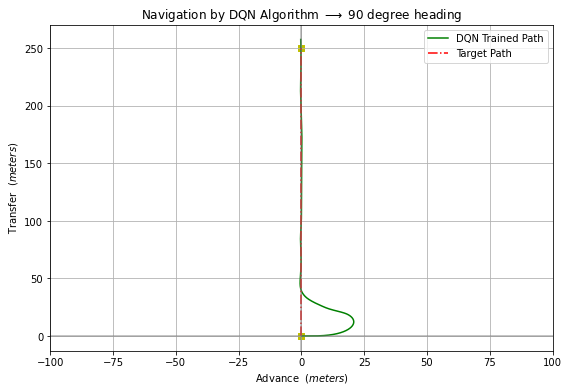 Navigation by DQN Algorithm ⟶ 90 degree heading
DQN Trained Path
Target Path
250
200
150
100
50
0
Transfer (meters)
−100 −75 −50 −25 0 25 50 75 100
Advance (meters)